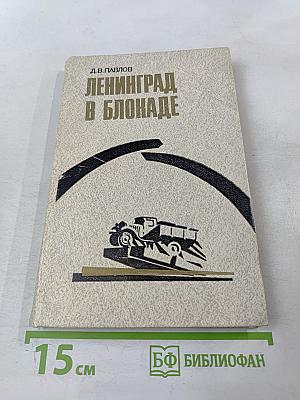 Д.В.ПАВЛОВ
ЛЕНИНГРАД
В БЛОКАДЕ
15 см
БФ БИБЛИОФАН